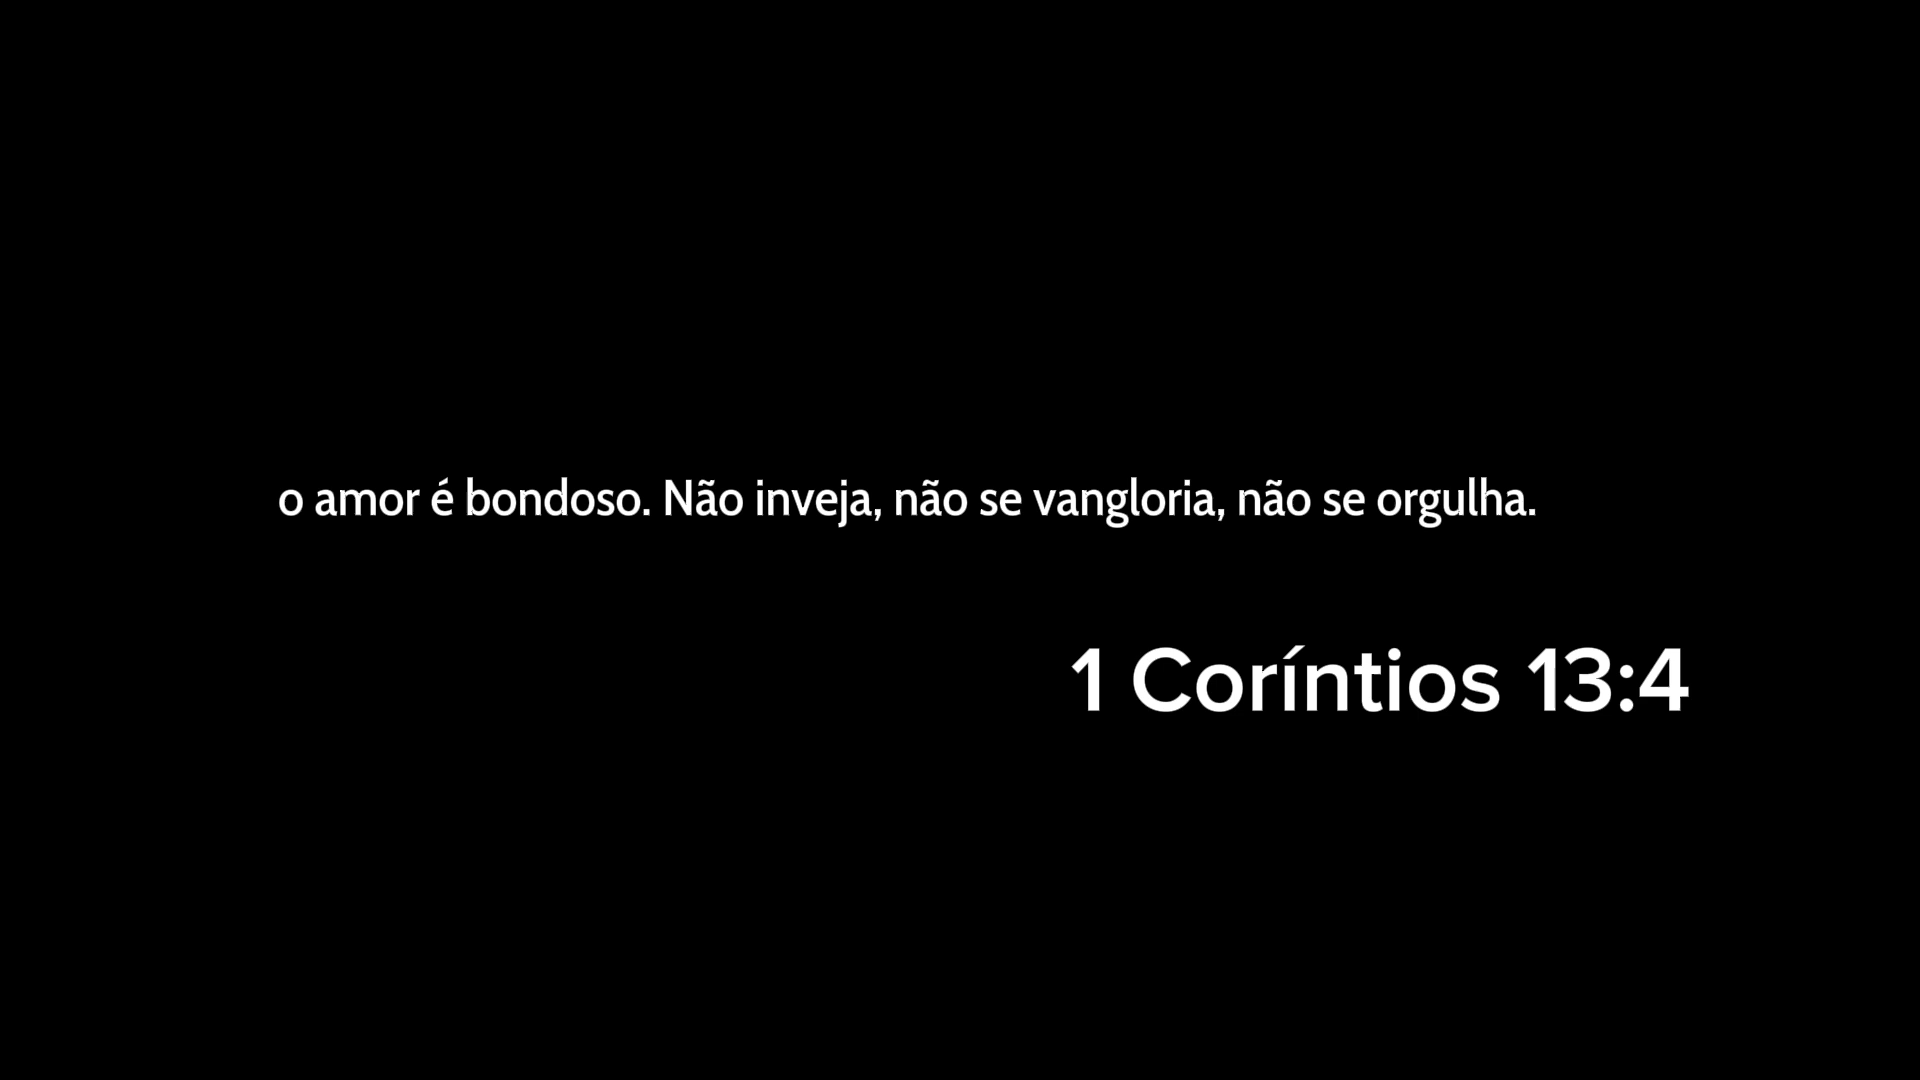 o amor é bondoso. Não inveja, não se vangloria, não se orgulha.
1 Coríntios 13:4